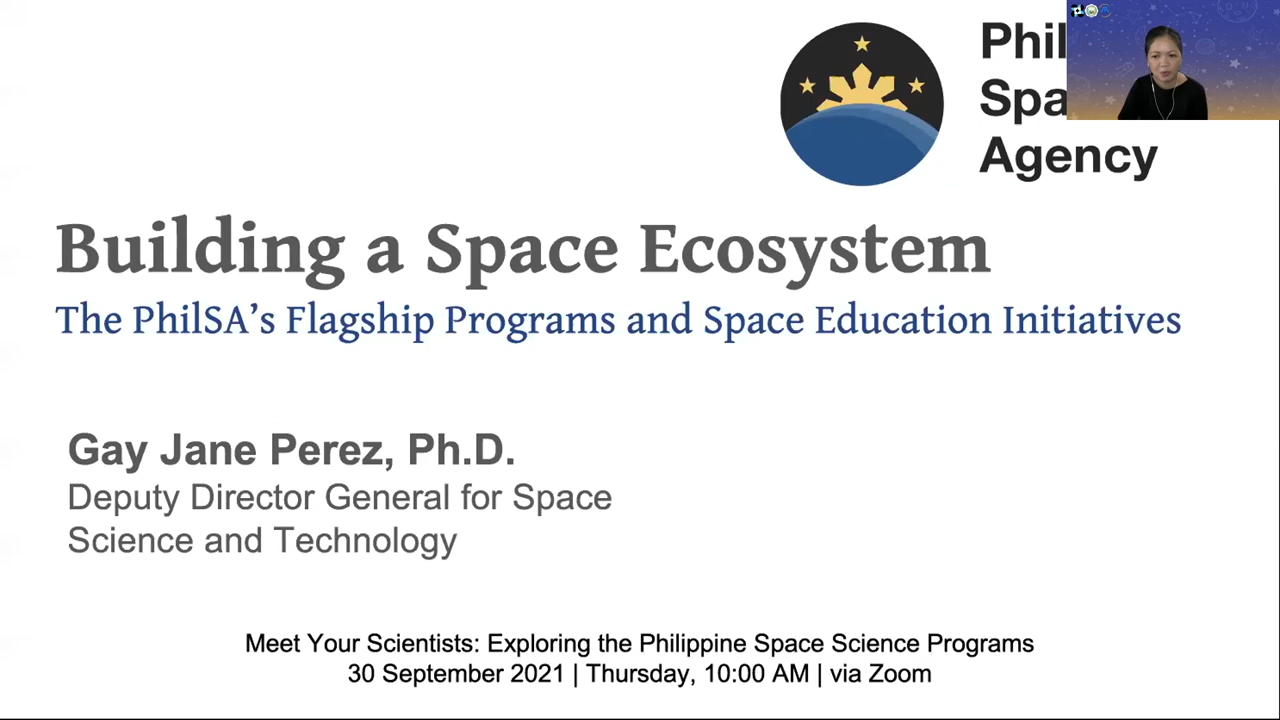 Phil
Spa
Agency
Building a Space Ecosystem
The PhilSA's Flagship Programs and Space Education Initiatives
Gay Jane Perez, Ph.D.
Deputy Director General for Space
Science and Technology
Meet Your Scientists: Exploring the Philippine Space Science Programs
30 September 2021 | Thursday, 10:00 AM | via Zoom